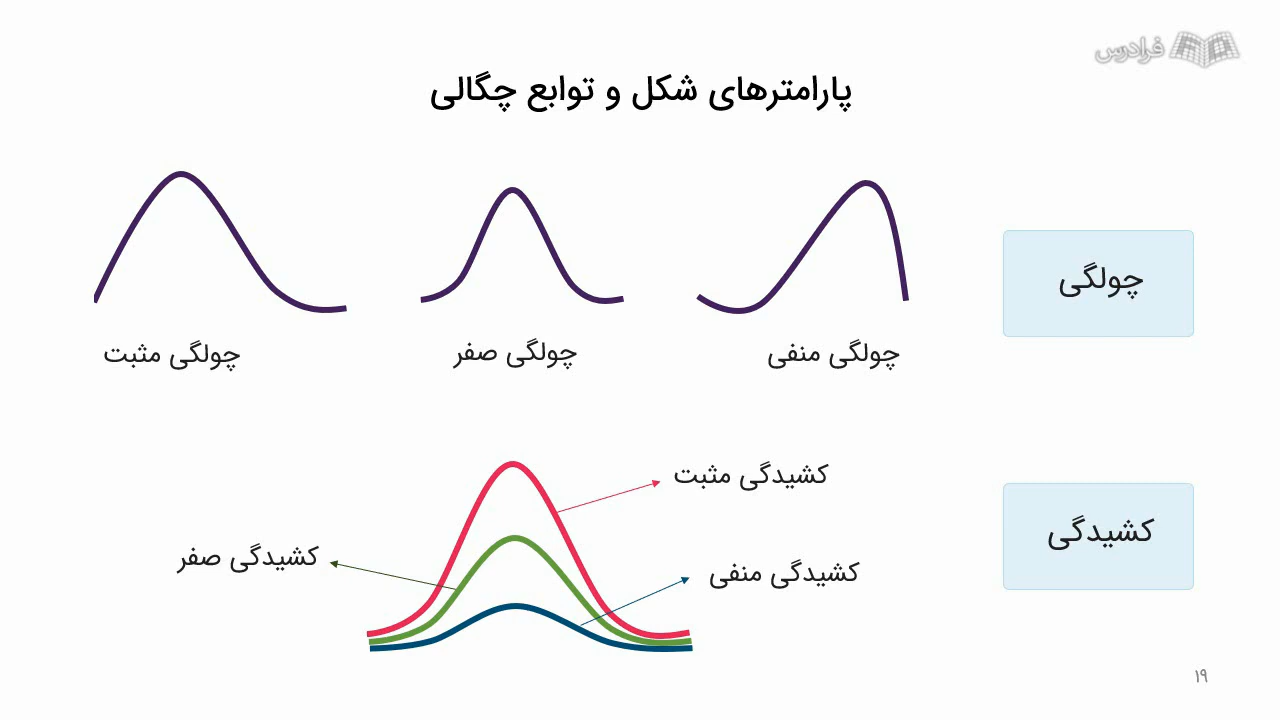 فرادرس
پارامترهای شکل و توابع چگالی
چولگی
چولگی منفی
چولگی صفر
چولگی مثبت
کشیدگی
کشیدگی مثبت
کشیدگی صفر
کشیدگی منفی
۱۹